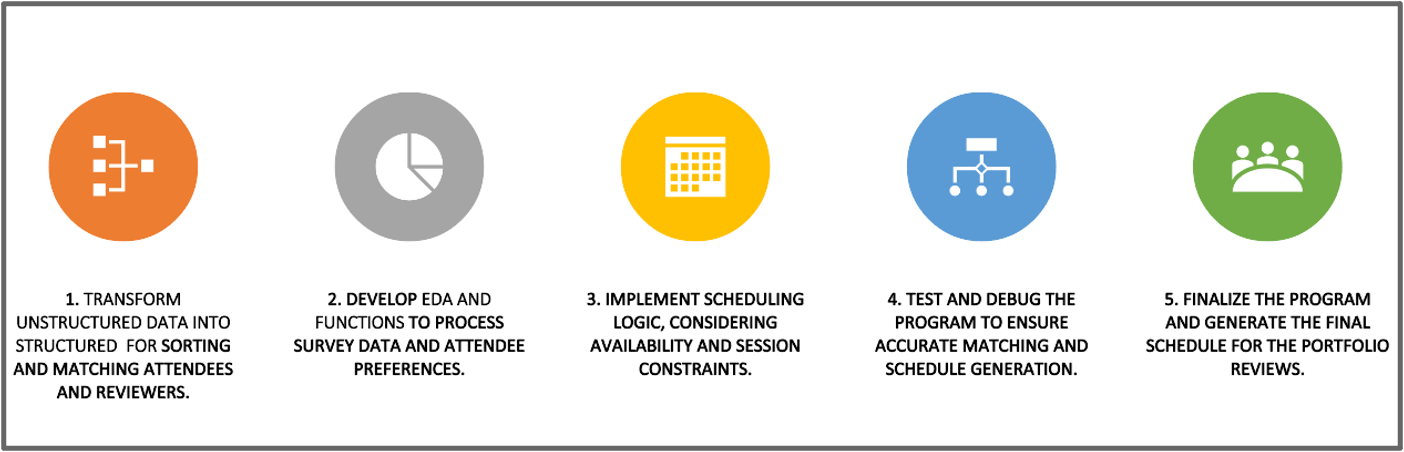 1. TRANSFORM
UNSTRUCTURED DATA INTO
STRUCTURED FOR SORTING
AND MATCHING ATTENDEES
AND REVIEWERS.
2. DEVELOP EDA AND
FUNCTIONS TO PROCESS
SURVEY DATA AND ATTENDEE
PREFERENCES.
3. IMPLEMENT SCHEDULING
LOGIC, CONSIDERING
AVAILABILITY AND SESSION
CONSTRAINTS.
4. TEST AND DEBUG THE
PROGRAM TO ENSURE
ACCURATE MATCHING AND
SCHEDULE GENERATION.
5. FINALIZE THE PROGRAM
AND GENERATE THE FINAL
SCHEDULE FOR THE PORTFOLIO
REVIEWS.